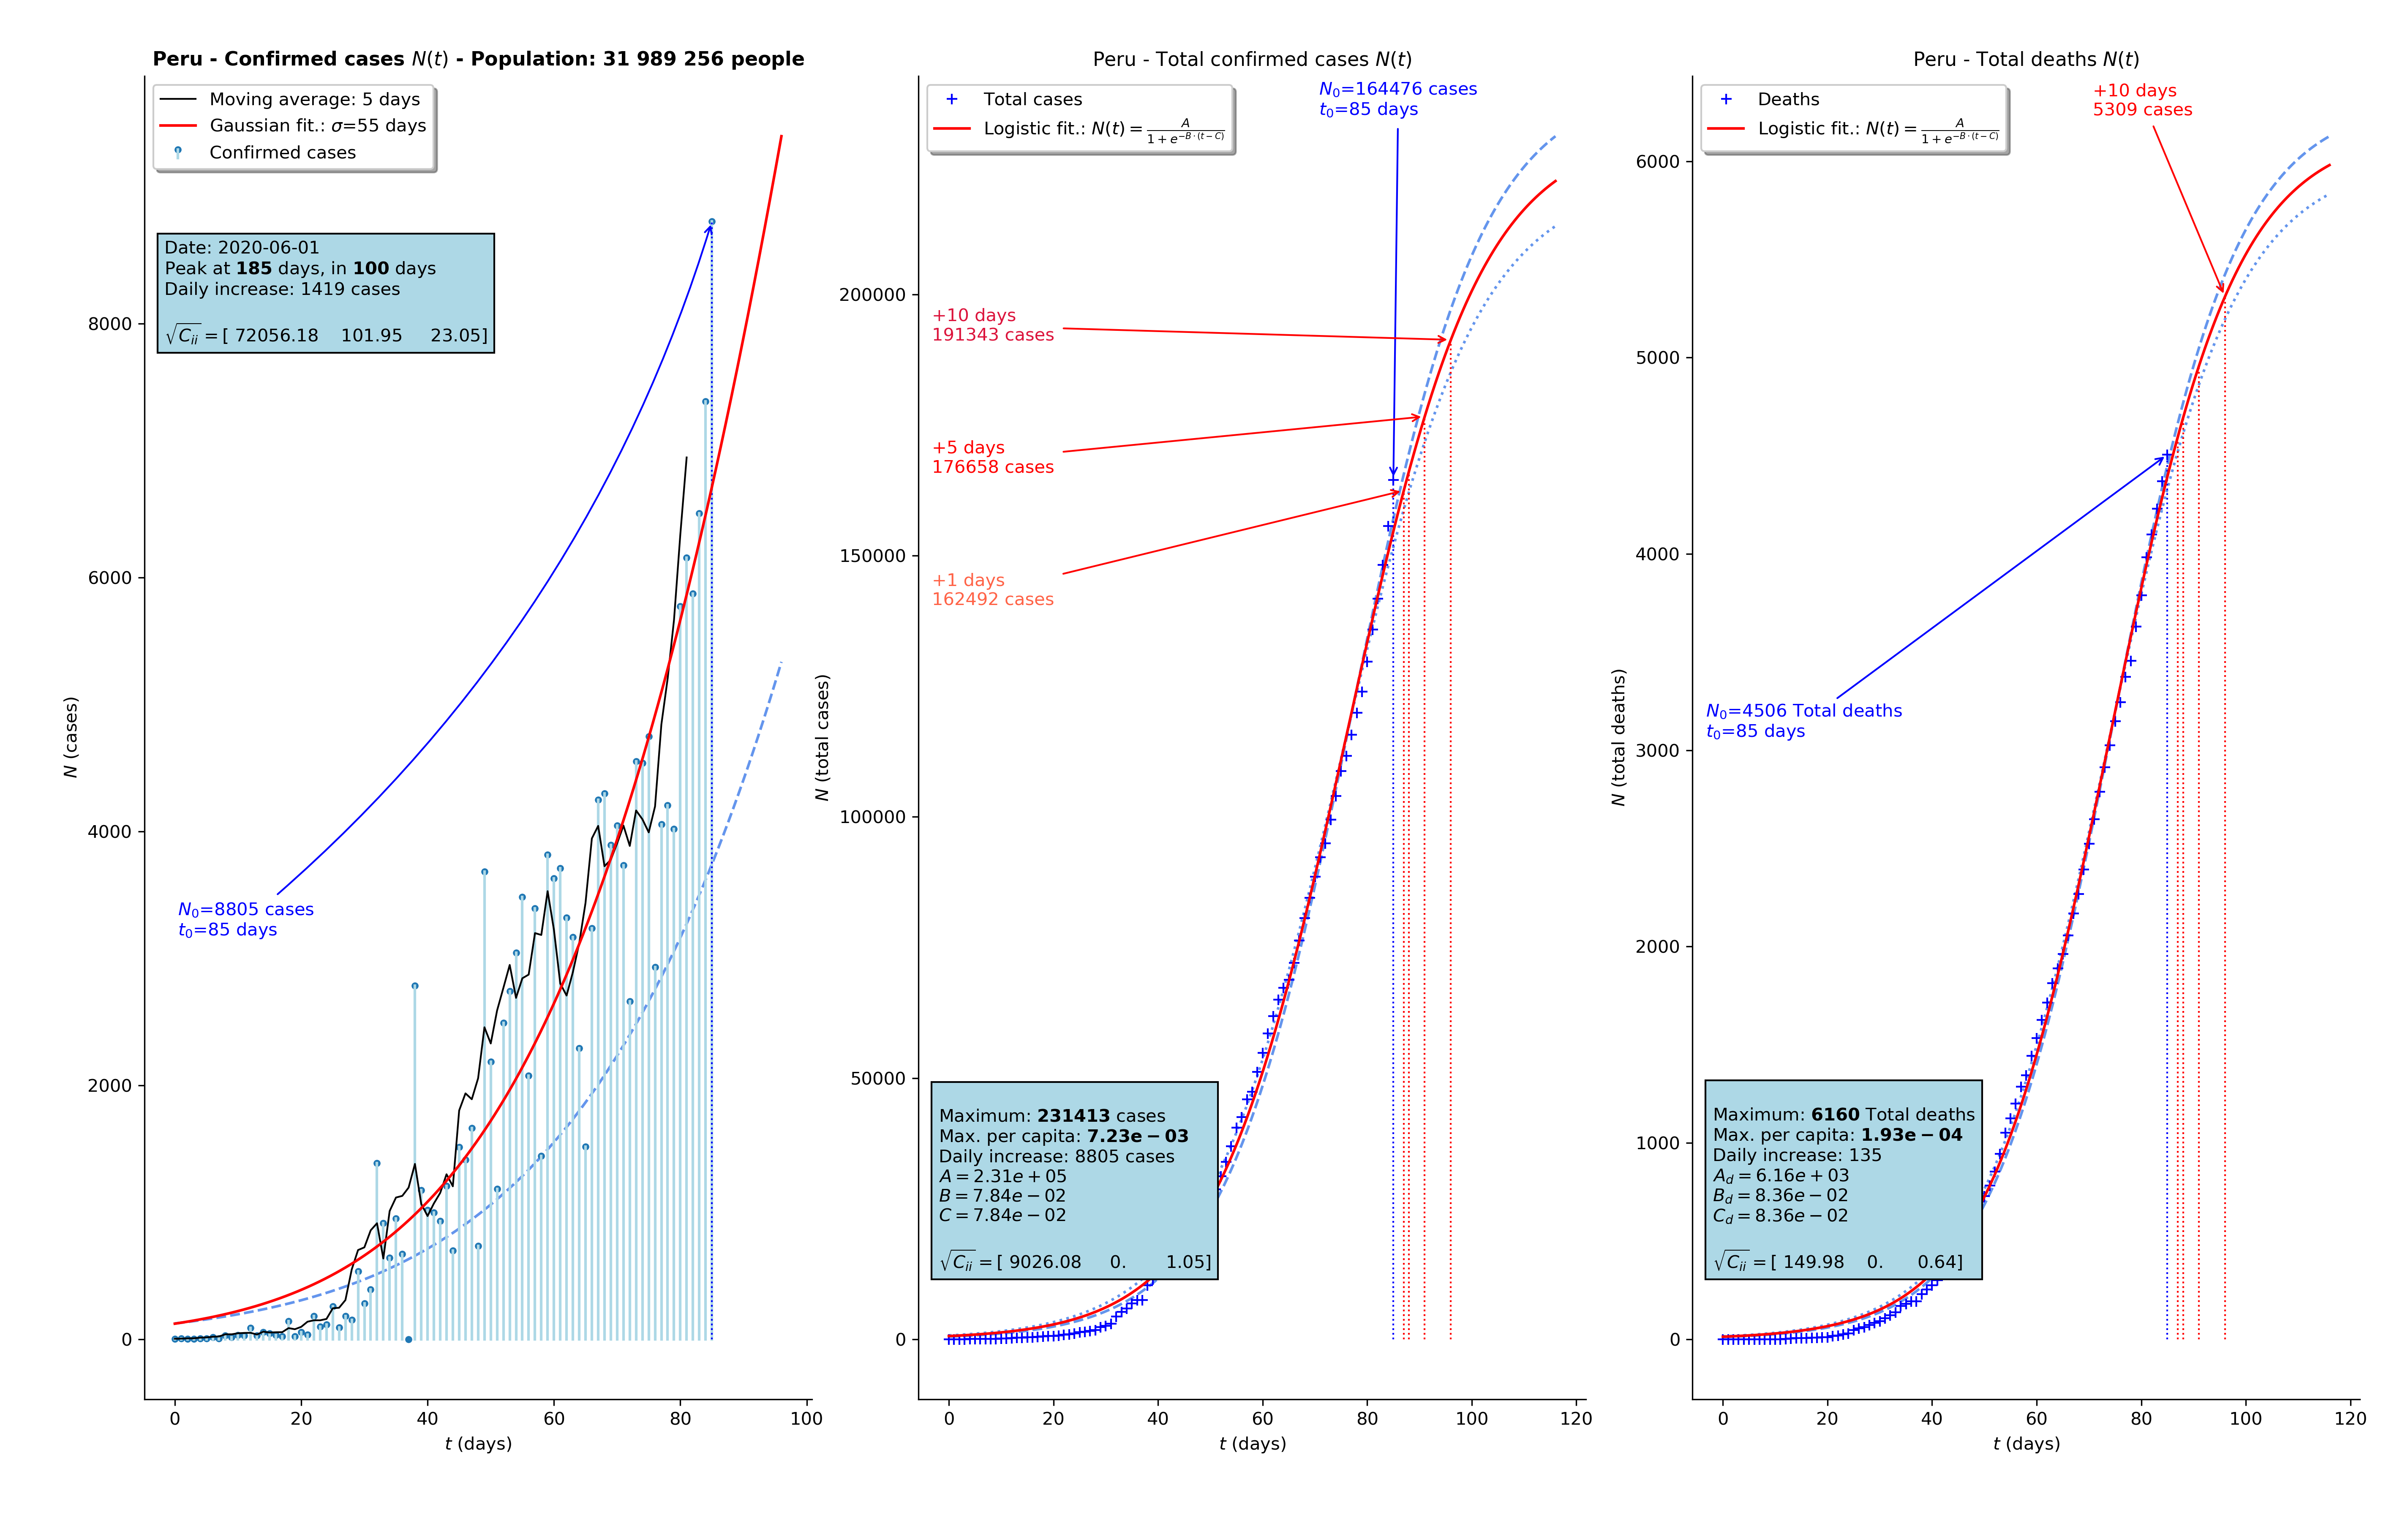 Peru - Confirmed cases N(t) - Population: 31 989 256 people
Moving average: 5 days
Gaussian fit.: σ=55 days
Confirmed cases
Date: 2020-06-01
Peak at 185 days, in 100 days
Daily increase: 1419 cases
√C_ii = [ 72056.18 101.95 23.05]
N₀=8805 cases
t₀=85 days
8000
6000
4000
2000
0
N (cases)
0 20 40 60 80 100
t (days)
Peru - Total confirmed cases N(t)
Total cases
Logistic fit.: N(t) = A / (1 + e^(−B·(t−C)))
N₀=164476 cases
t₀=85 days
+10 days
191343 cases
+5 days
176658 cases
+1 days
162492 cases
Maximum: 231413 cases
Max. per capita: 7.23e − 03
Daily increase: 8805 cases
A = 2.31e + 05
B = 7.84e − 02
C = 7.84e − 02
√C_ii = [ 9026.08 0. 1.05]
200000
150000
100000
50000
0
N (total cases)
0 20 40 60 80 100 120
t (days)
Peru - Total deaths N(t)
Deaths
Logistic fit.: N(t) = A / (1 + e^(−B·(t−C)))
+10 days
5309 cases
N₀=4506 Total deaths
t₀=85 days
Maximum: 6160 Total deaths
Max. per capita: 1.93e − 04
Daily increase: 135
A_d = 6.16e + 03
B_d = 8.36e − 02
C_d = 8.36e − 02
√C_ii = [ 149.98 0. 0.64]
6000
5000
4000
3000
2000
1000
0
N (total deaths)
0 20 40 60 80 100 120
t (days)